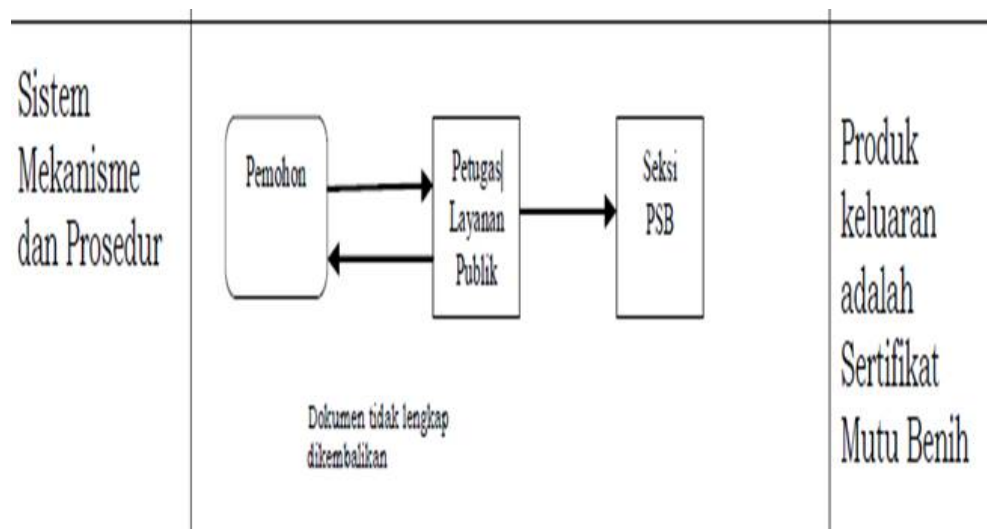 Sistem
Mekanisme
dan Prosedur
Pemohon
Petugas
Layanan
Publik
Seksi
PSB
Dokumen tidak lengkap
dikembalikan
Produk
keluaran
adalah
Sertifikat
Mutu Benih